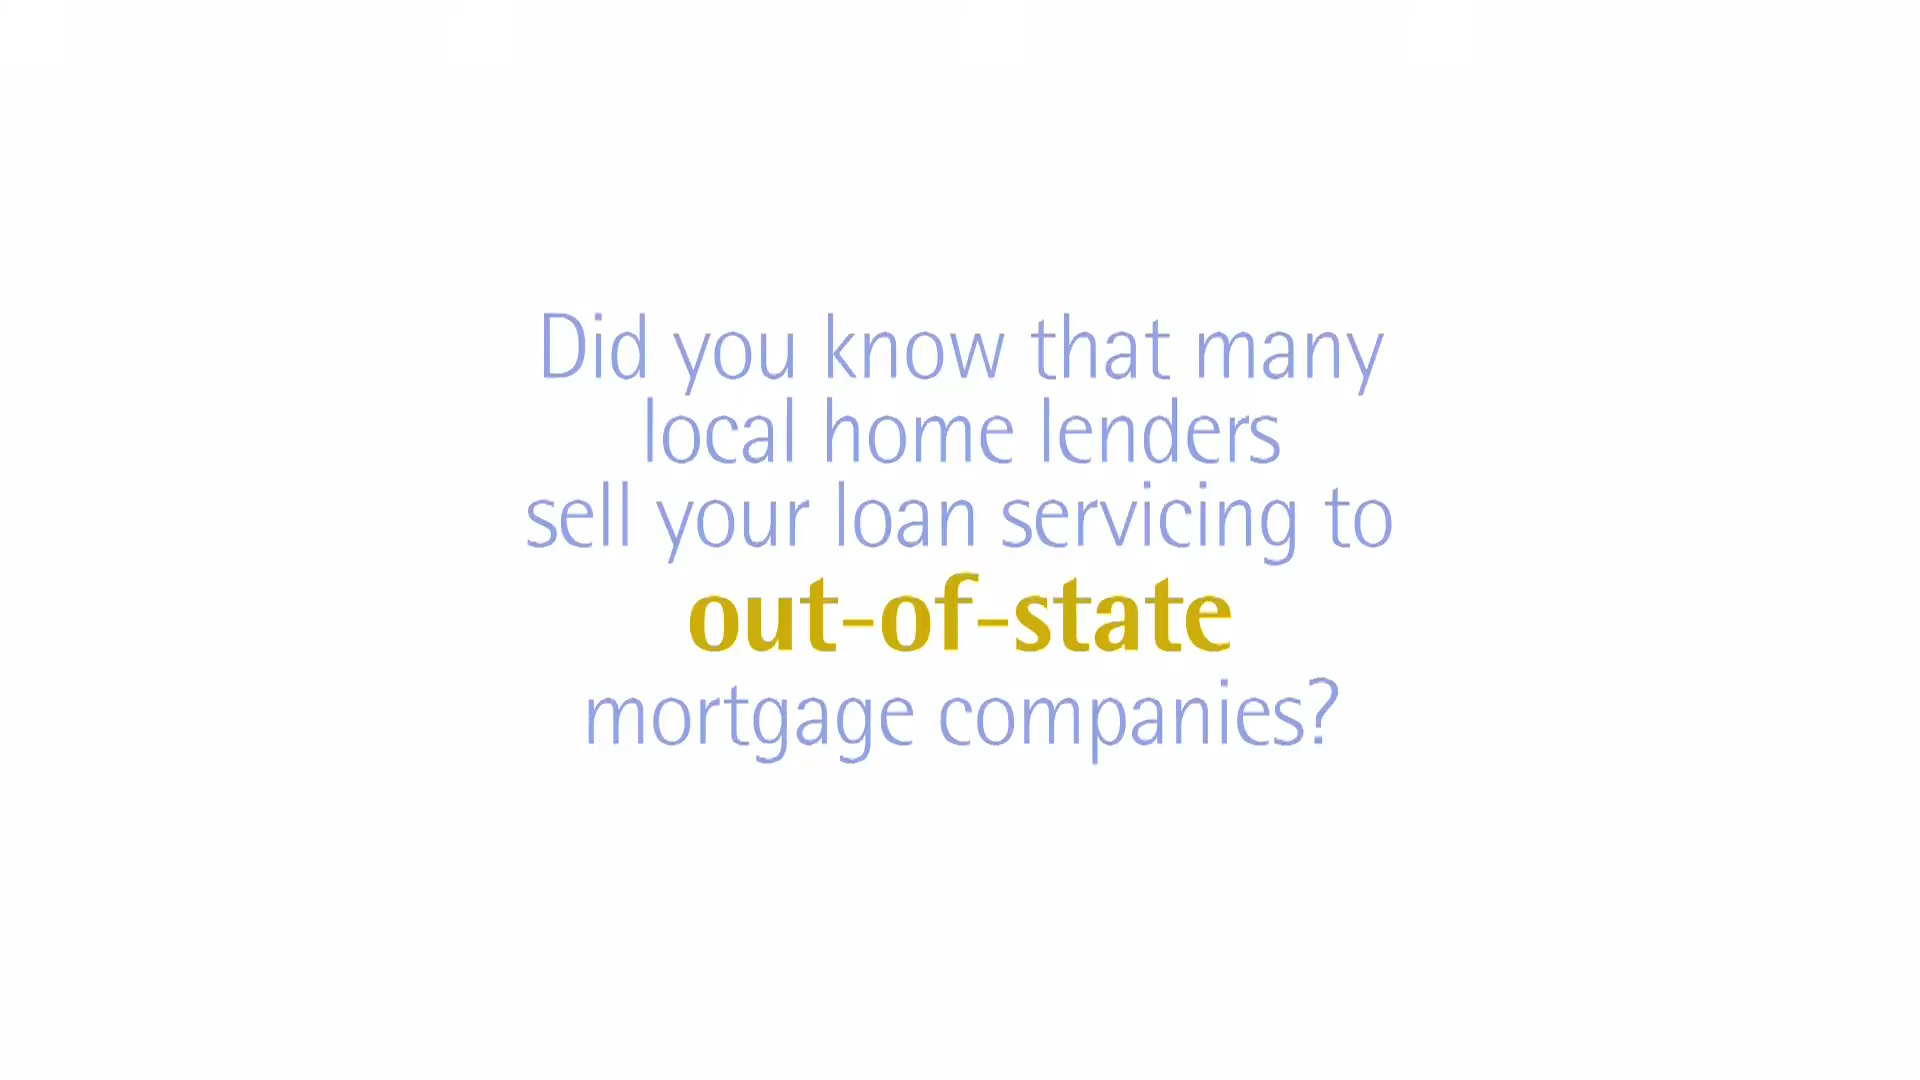 Did you know that many
local home lenders
sell your loan servicing to
out-of-state
mortgage companies?